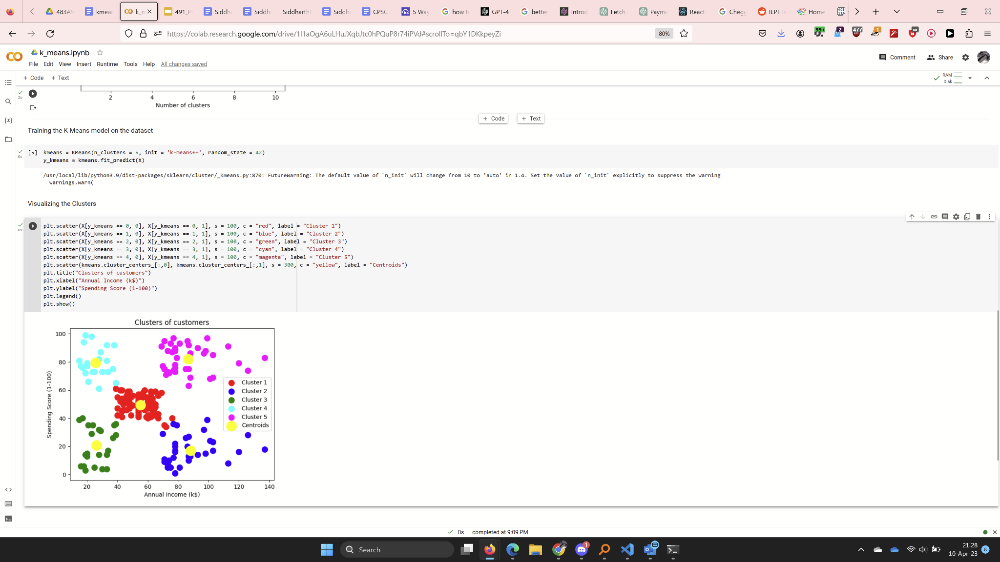 483A9
kmear
k_m
491_P
Siddh
Siddh
Siddharth
Siddh
CPSC
5 Way
how t
GPT-4
better
Introd
Fetch
Payme
React
Chegg
ILPT R
Home
https://colab.research.google.com/drive/1l1aOgA6uLHuJXqbJtc0hPQuP8r74iPVd#scrollTo=qbY1DKkpeyZi
80%
99+
2
477
1
∞
k_means.ipynb
Comment
Share
File Edit View Insert Runtime Tools Help All changes saved
+ Code + Text
RAM
Disk
2s
2 4 6 8 10
Number of clusters
+ Code + Text
{x}
Training the K-Means model on the dataset
0s
[5] kmeans = KMeans(n_clusters = 5, init = 'k-means++', random_state = 42)
y_kmeans = kmeans.fit_predict(X)
/usr/local/lib/python3.9/dist-packages/sklearn/cluster/_kmeans.py:870: FutureWarning: The default value of `n_init` will change from 10 to 'auto' in 1.4. Set the value of `n_init` explicitly to suppress the warning
warnings.warn(
Visualizing the Clusters
0s
plt.scatter(X[y_kmeans == 0, 0], X[y_kmeans == 0, 1], s = 100, c = "red", label = "Cluster 1")
plt.scatter(X[y_kmeans == 1, 0], X[y_kmeans == 1, 1], s = 100, c = "blue", label = "Cluster 2")
plt.scatter(X[y_kmeans == 2, 0], X[y_kmeans == 2, 1], s = 100, c = "green", label = "Cluster 3")
plt.scatter(X[y_kmeans == 3, 0], X[y_kmeans == 3, 1], s = 100, c = "cyan", label = "Cluster 4")
plt.scatter(X[y_kmeans == 4, 0], X[y_kmeans == 4, 1], s = 100, c = "magenta", label = "Cluster 5")
plt.scatter(kmeans.cluster_centers_[:,0], kmeans.cluster_centers_[:,1], s = 300, c = "yellow", label = "Centroids")
plt.title("Clusters of customers")
plt.xlabel("Annual Income (k$)")
plt.ylabel("Spending Score (1-100)")
plt.legend()
plt.show()
Clusters of customers
100
80
60
40
20
0
Spending Score (1-100)
Cluster 1
Cluster 2
Cluster 3
Cluster 4
Cluster 5
Centroids
20 40 60 80 100 120 140
Annual Income (k$)
0s completed at 9:09 PM
Search
1
21:28
10-Apr-23
8